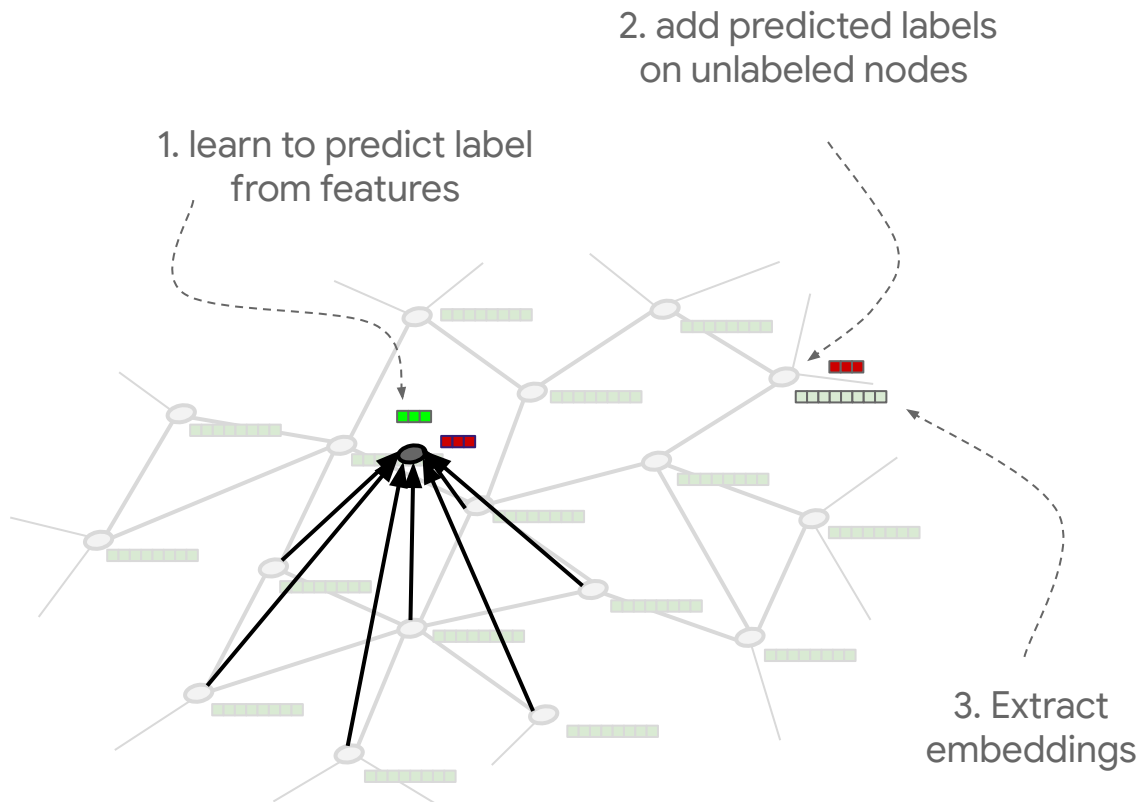 2. add predicted labels
on unlabeled nodes
1. learn to predict label
from features
3. Extract
embeddings